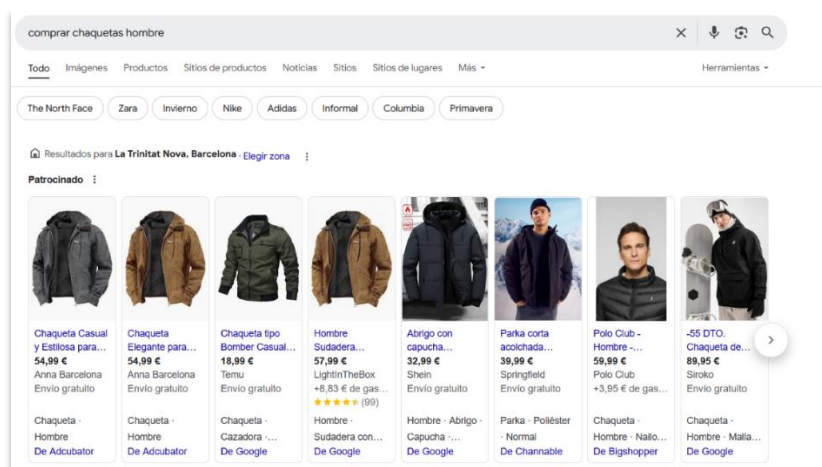 comprar chaquetas hombre
Todo Imágenes Productos Sitios de productos Noticias Sitios Sitios de lugares Más Herramientas
The North Face Zara Invierno Nike Adidas Informal Columbia Primavera
Resultados para La Trinitat Nova, Barcelona · Elegir zona
Patrocinado
Chaqueta Casual y Estilosa para...
54,99 €
Anna Barcelona
Envío gratuito
Chaqueta ·
Hombre
De Adcubator
Chaqueta Elegante para...
54,99 €
Anna Barcelona
Envío gratuito
Chaqueta ·
Hombre
De Adcubator
Chaqueta tipo
Bomber Casual...
18,99 €
Temu
Envío gratuito
Chaqueta ·
Cazadora ·...
De Google
Hombre
Sudadera...
57,99 €
LightInTheBox
+8,83 € de gas...
(99)
Hombre ·
Sudadera con...
De Google
Abrigo con
capucha...
32,99 €
Shein
Envío gratuito
Hombre · Abrigo ·
Capucha ·...
De Google
Parka corta
acolchada...
39,99 €
Springfield
Envío gratuito
Parka · Poliéster
· Normal
De Channable
Polo Club -
Hombre -...
59,99 €
Polo Club
+3,95 € de gas...
Chaqueta ·
Hombre · Nailo...
De Bigshopper
-55 DTO.
Chaqueta de...
89,95 €
Siroko
Envío gratuito
Chaqueta ·
Hombre · Malla...
De Google